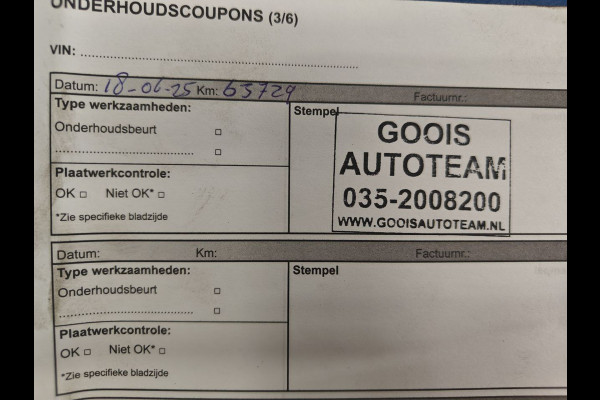 ONDERHOUDSCOUPONS (3/6)
VIN:
Datum: 18-06-25 Km: 63729 Factuurnr.:
Type werkzaamheden:
Onderhoudsbeurt
Plaatwerkcontrole:
OK Niet OK*
*Zie specifieke bladzijde
Stempel
GOOIS
AUTOTEAM
035-2008200
WWW.GOOISAUTOTEAM.NL
Datum: Km: Factuurnr.:
Type werkzaamheden:
Onderhoudsbeurt
Plaatwerkcontrole:
OK Niet OK*
*Zie specifieke bladzijde
Stempel